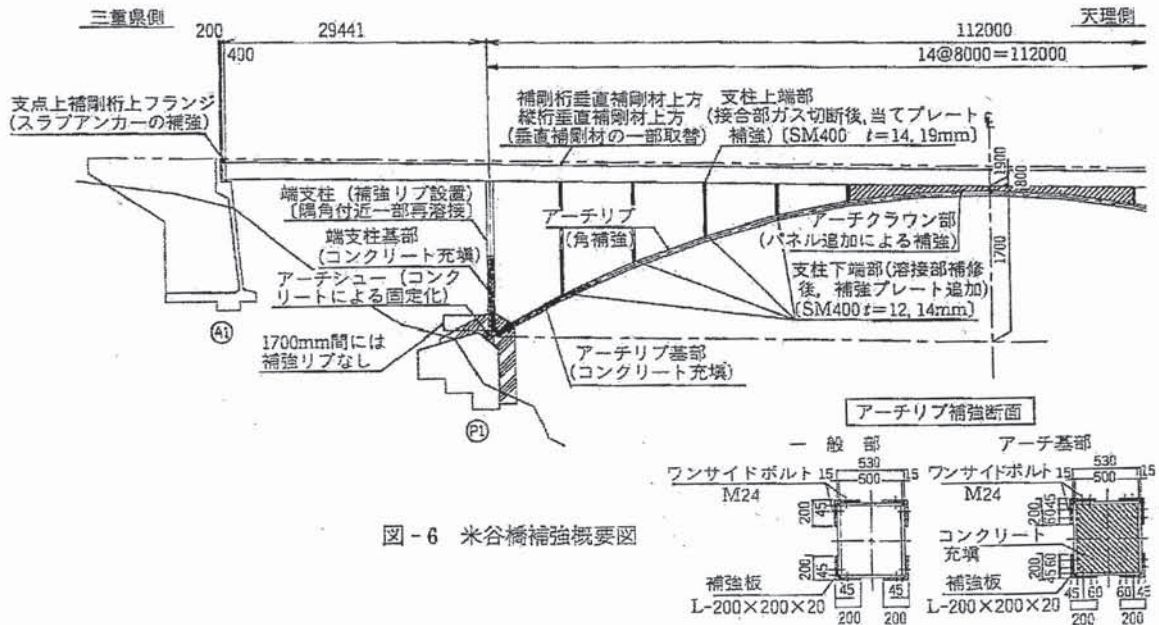 三重県側
天理側
200
29441
112000
400
14@8000=112000
支点上補剛桁上フランジ
(スラブアンカーの補強)
補剛桁垂直補剛材上方
縦桁垂直補剛材上方
(垂直補剛材の一部取替)
支柱上端部
(接合部ガス切断後,当てプレート
補強)〔SM400 t=14, 19mm〕
1900
1800
端支柱(補強リブ設置)
〔隅角付近一部再溶接〕
端支柱基部
(コンクリート充填)
アーチシュー(コンク
リートによる固定化)
アーチリブ
(角補強)
アーチクラウン部
(パネル追加による補強)
支柱下端部(溶接部補修
後,補強プレート追加)
〔SM400 t=12, 14mm〕
1700
A1
1700mm間には
補強リブなし
アーチリブ基部
(コンクリート充填)
P1
アーチリブ補強断面
一般部
アーチ基部
530
15 500 15
ワンサイドボルト
M24
200 45
200 45
補強板
L-200×200×20
45 45
200 200
530
15 500 15
ワンサイドボルト
M24
200 60 45
コンクリート
充填
200 45 60
補強板
L-200×200×20
45 60 60 45
200 200
図-6 米谷橋補強概要図